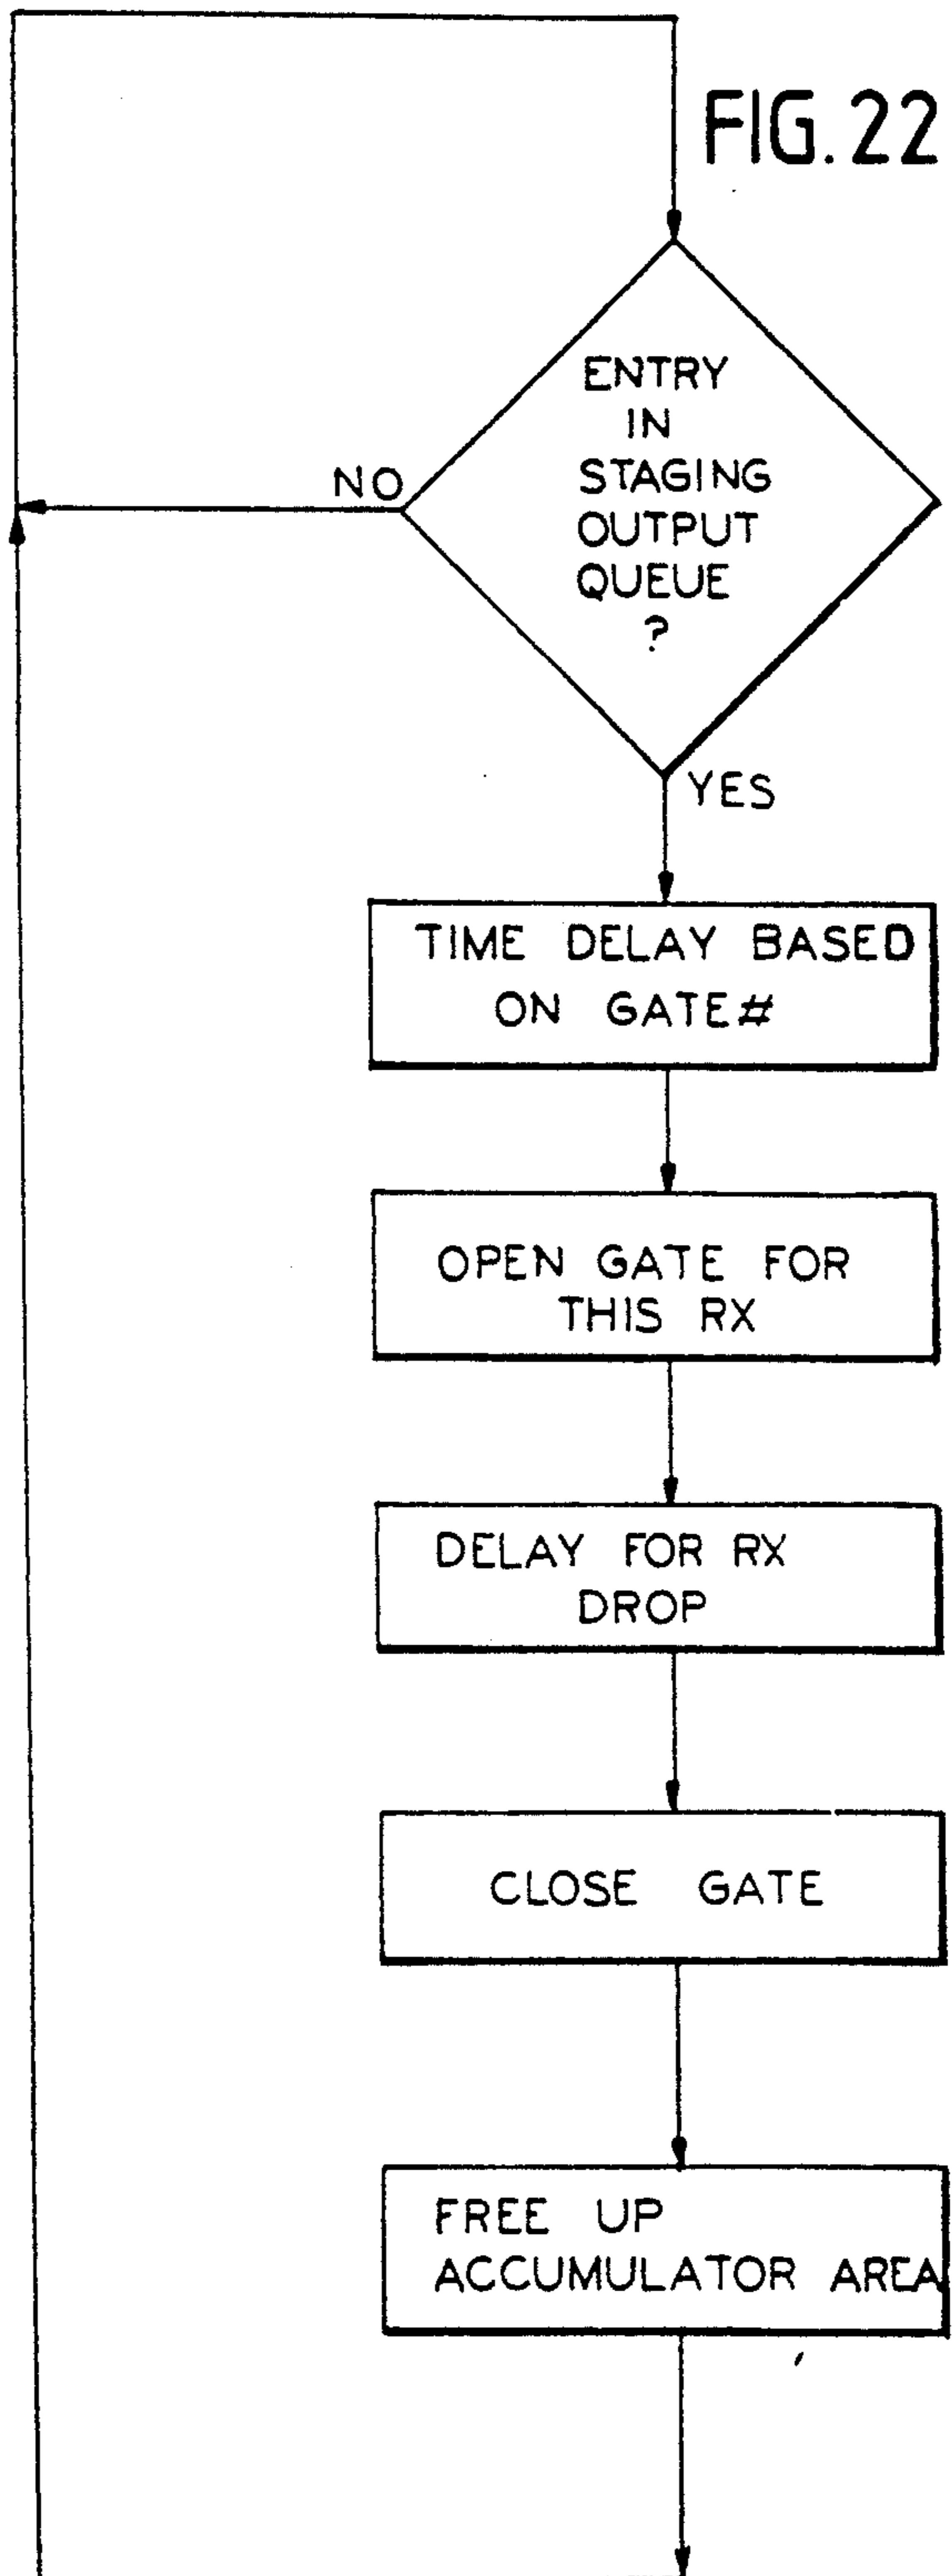 FIG. 22
ENTRY
IN
STAGING
OUTPUT
QUEUE
?
NO
YES
TIME DELAY BASED
ON GATE#
OPEN GATE FOR
THIS RX
DELAY FOR RX
DROP
CLOSE GATE
FREE UP
ACCUMULATOR AREA